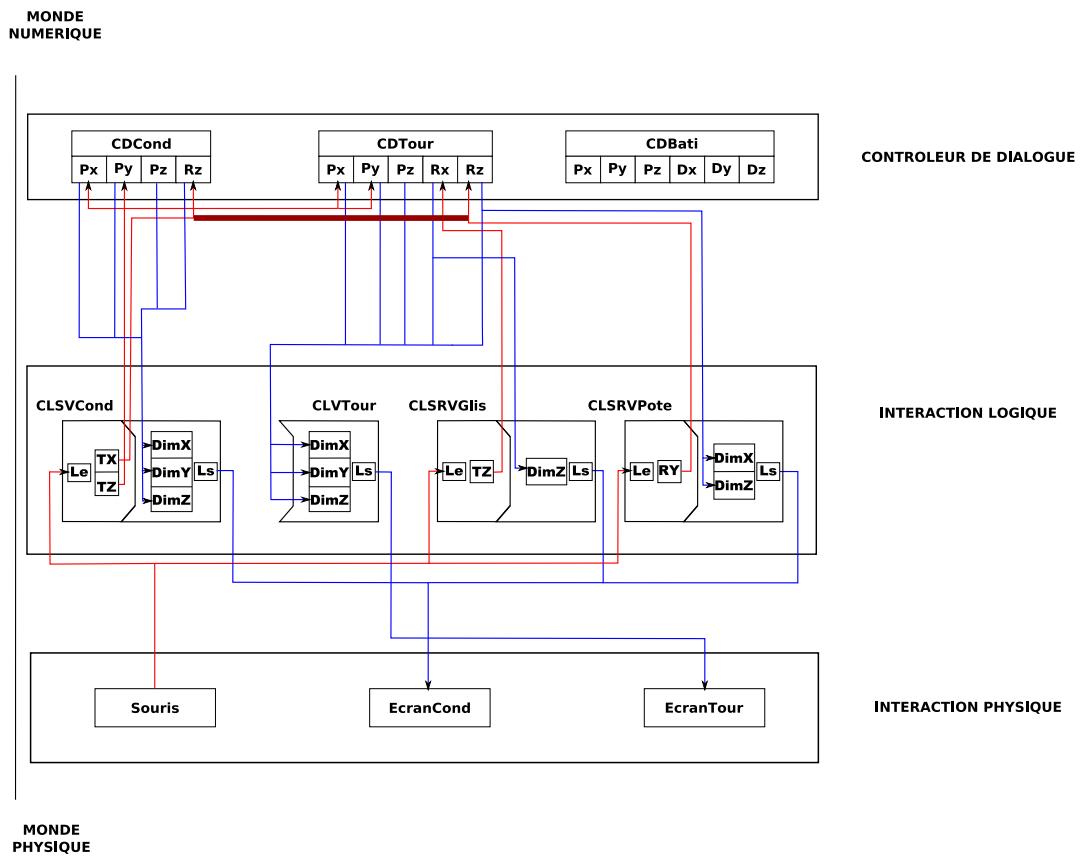 MONDE
NUMERIQUE
CDCond
CDTour
CDBati
Px Py Pz Rz
Px Py Pz Rx Rz
Px Py Pz Dx Dy Dz
CONTROLEUR DE DIALOGUE
CLSVCond
CLVTour
CLSRVGlis
CLSRVPote
INTERACTION LOGIQUE
Le
TX
TZ
DimX
DimY
DimZ
Ls
DimX
DimY
DimZ
Ls
Le
TZ
DimZ
Ls
Le
RY
DimX
DimZ
Ls
Souris
EcranCond
EcranTour
INTERACTION PHYSIQUE
MONDE
PHYSIQUE